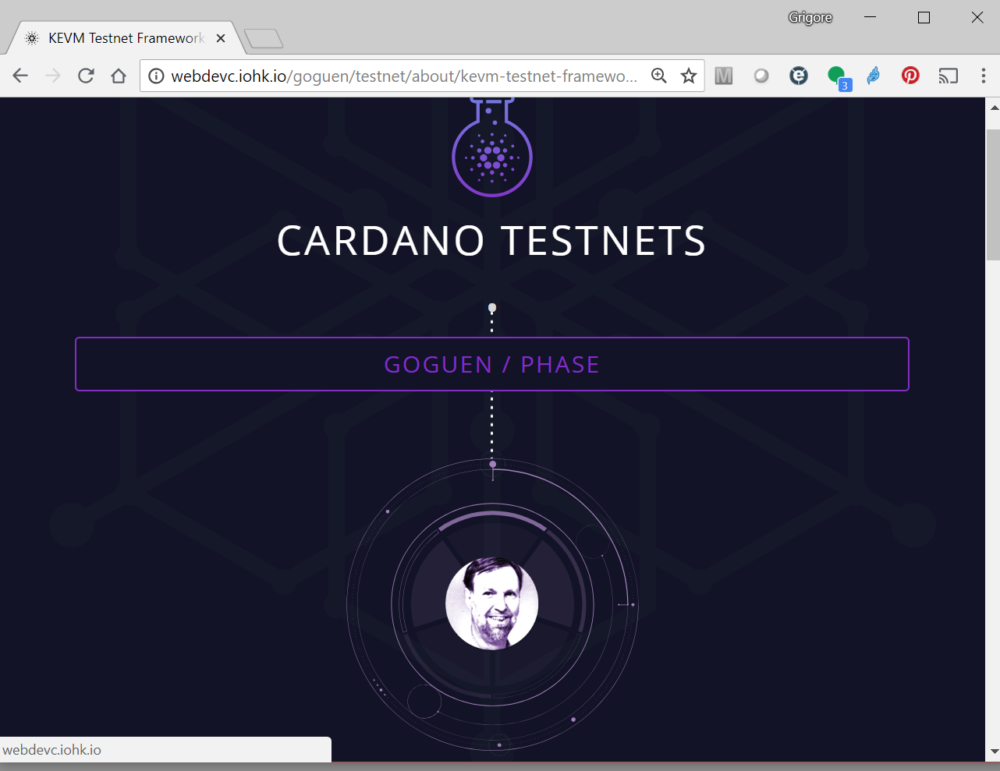 Grigore
KEVM Testnet Framework
webdevc.iohk.io/goguen/testnet/about/kevm-testnet-framewo...
M
e
3
CARDANO TESTNETS
GOGUEN / PHASE
webdevc.iohk.io